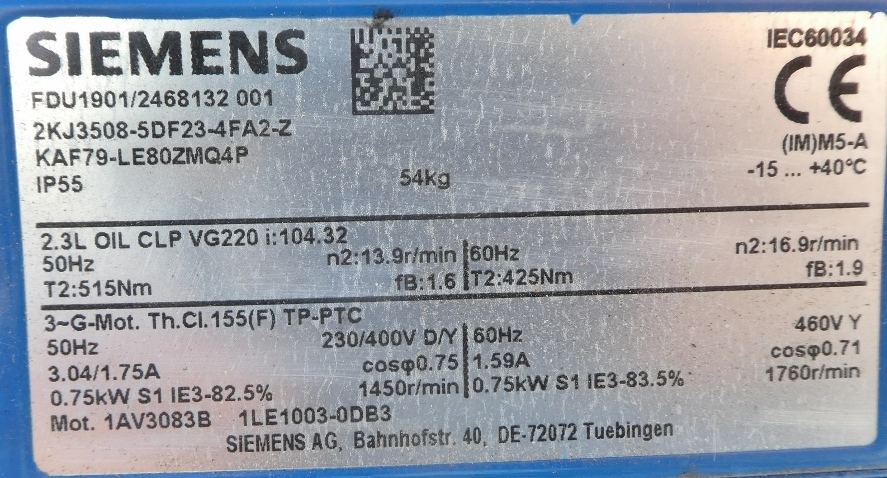 SIEMENS
IEC60034
CE
FDU1901/2468132 001
2KJ3508-5DF23-4FA2-Z
KAF79-LE80ZMQ4P
(IM)M5-A
IP55 54kg -15 ... +40°C
2.3L OIL CLP VG220 i:104.32
50Hz n2:13.9r/min 60Hz n2:16.9r/min
T2:515Nm fB:1.6 T2:425Nm fB:1.9
3~G-Mot. Th.Cl.155(F) TP-PTC
50Hz 230/400V D/Y 60Hz 460V Y
3.04/1.75A cosφ0.75 1.59A cosφ0.71
0.75kW S1 IE3-82.5% 1450r/min 0.75kW S1 IE3-83.5% 1760r/min
Mot. 1AV3083B 1LE1003-0DB3
SIEMENS AG, Bahnhofstr. 40, DE-72072 Tuebingen